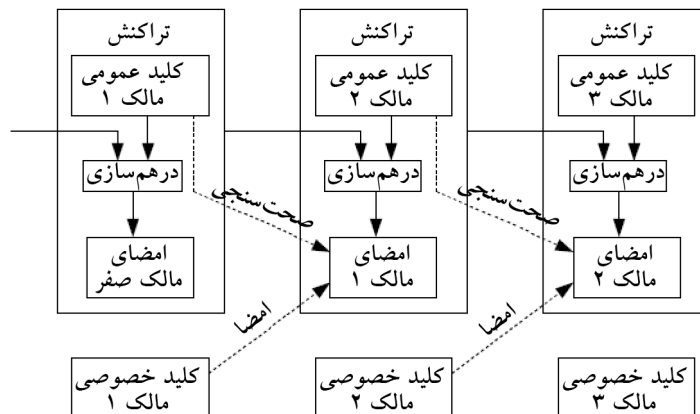 تراکنش
تراکنش
تراکنش
کلید عمومی
مالک ۱
کلید عمومی
مالک ۲
کلید عمومی
مالک ۳
درهم‌سازی
درهم‌سازی
درهم‌سازی
صحت‌سنجی
صحت‌سنجی
امضای
مالک صفر
امضای
مالک ۱
امضای
مالک ۲
امضا
امضا
کلید خصوصی
مالک ۱
کلید خصوصی
مالک ۲
کلید خصوصی
مالک ۳